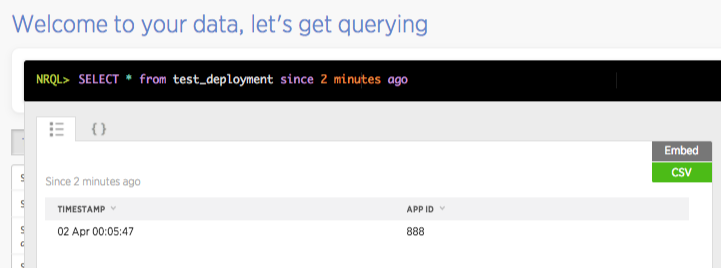 Welcome to your data, let's get querying
NRQL> SELECT * from test_deployment since 2 minutes ago
{ }
Embed
CSV
Since 2 minutes ago
TIMESTAMP APP ID
02 Apr 00:05:47 888